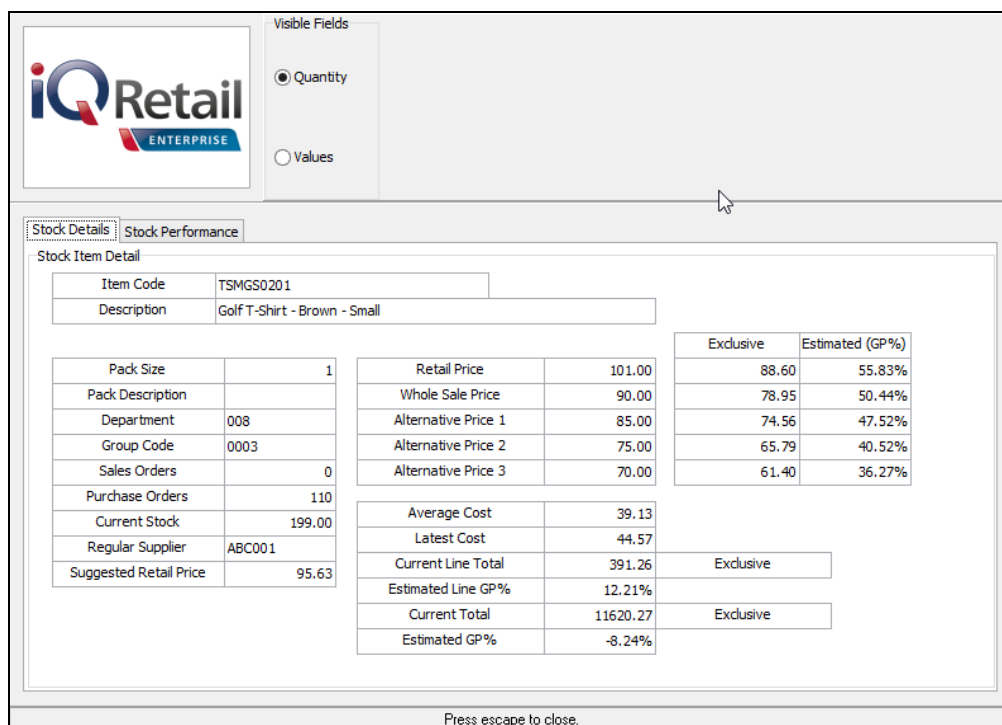 Visible Fields
iQ Retail
ENTERPRISE
Quantity
Values
Stock Details Stock Performance
Stock Item Detail
Item Code TSMGS0201
Description Golf T-Shirt - Brown - Small
Exclusive Estimated (GP%)
Pack Size 1 Retail Price 101.00 88.60 55.83%
Pack Description Whole Sale Price 90.00 78.95 50.44%
Department 008 Alternative Price 1 85.00 74.56 47.52%
Group Code 0003 Alternative Price 2 75.00 65.79 40.52%
Sales Orders 0 Alternative Price 3 70.00 61.40 36.27%
Purchase Orders 110
Average Cost 39.13
Current Stock 199.00
Latest Cost 44.57
Regular Supplier ABC001
Current Line Total 391.26 Exclusive
Suggested Retail Price 95.63
Estimated Line GP% 12.21%
Current Total 11620.27 Exclusive
Estimated GP% -8.24%
Press escape to close.